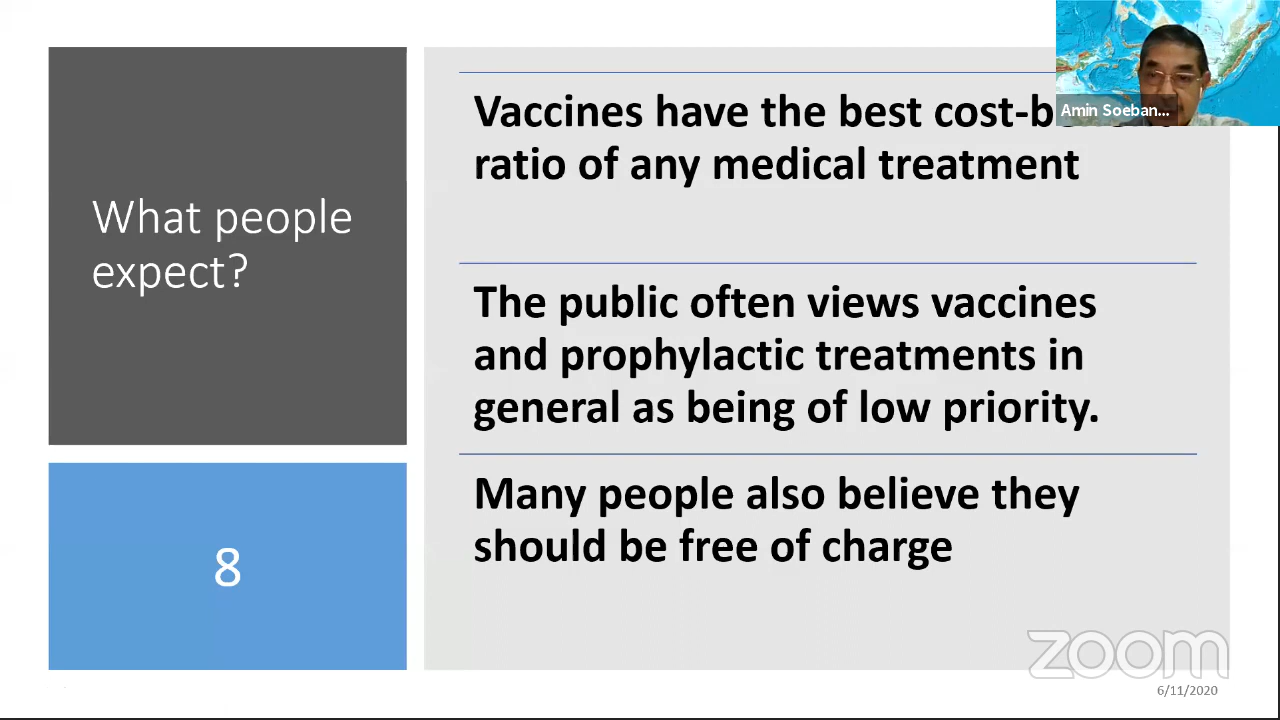 What people
expect?
8
Vaccines have the best
ratio of any medical treatment
The public often views vaccines
and prophylactic treatments in
general as being of low priority.
Many people also believe they
should be free of charge
Amin Soeban...
zoom
6/11/2020